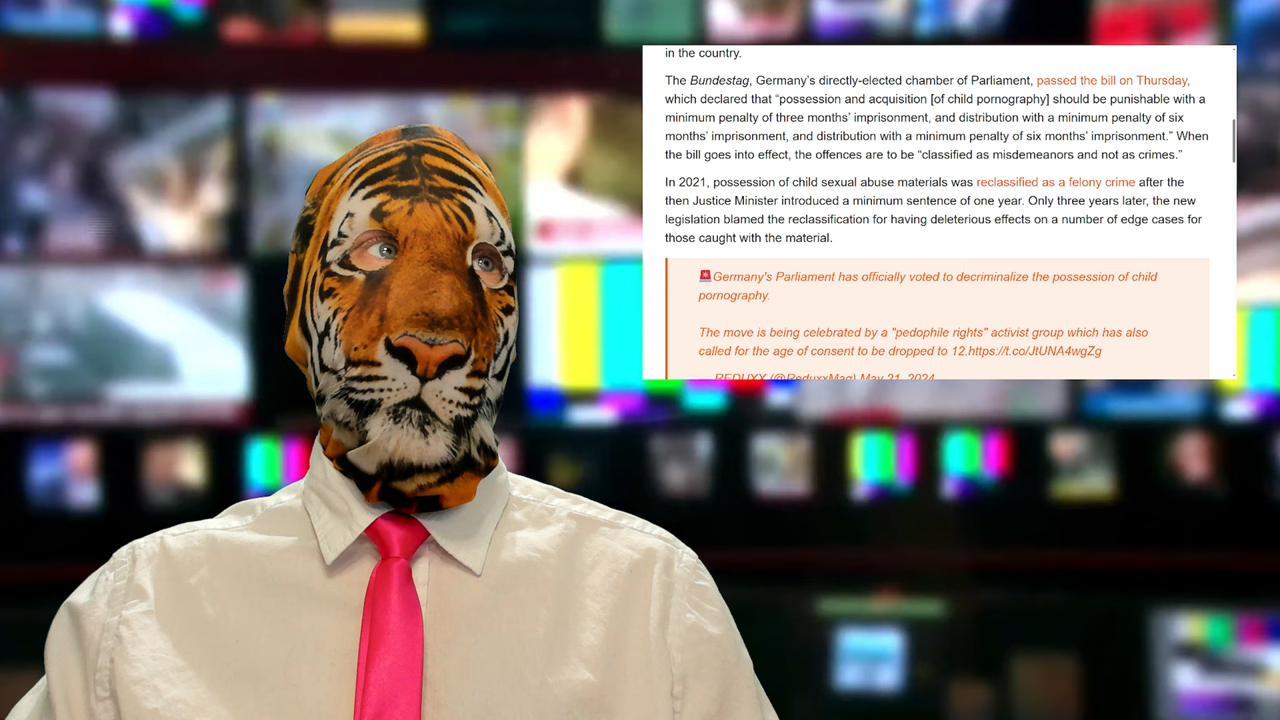 in the country.
The Bundestag, Germany's directly-elected chamber of Parliament, passed the bill on Thursday,
which declared that "possession and acquisition [of child pornography] should be punishable with a
minimum penalty of three months' imprisonment, and distribution with a minimum penalty of six
months' imprisonment, and distribution with a minimum penalty of six months' imprisonment." When
the bill goes into effect, the offences are to be "classified as misdemeanors and not as crimes."
In 2021, possession of child sexual abuse materials was reclassified as a felony crime after the
then Justice Minister introduced a minimum sentence of one year. Only three years later, the new
legislation blamed the reclassification for having deleterious effects on a number of edge cases for
those caught with the material.
🚨Germany's Parliament has officially voted to decriminalize the possession of child
pornography.
The move is being celebrated by a "pedophile rights" activist group which has also
called for the age of consent to be dropped to 12.https://t.co/JtUNA4wgZg
— REDUXX (@ReduxxMag) May 21, 2024